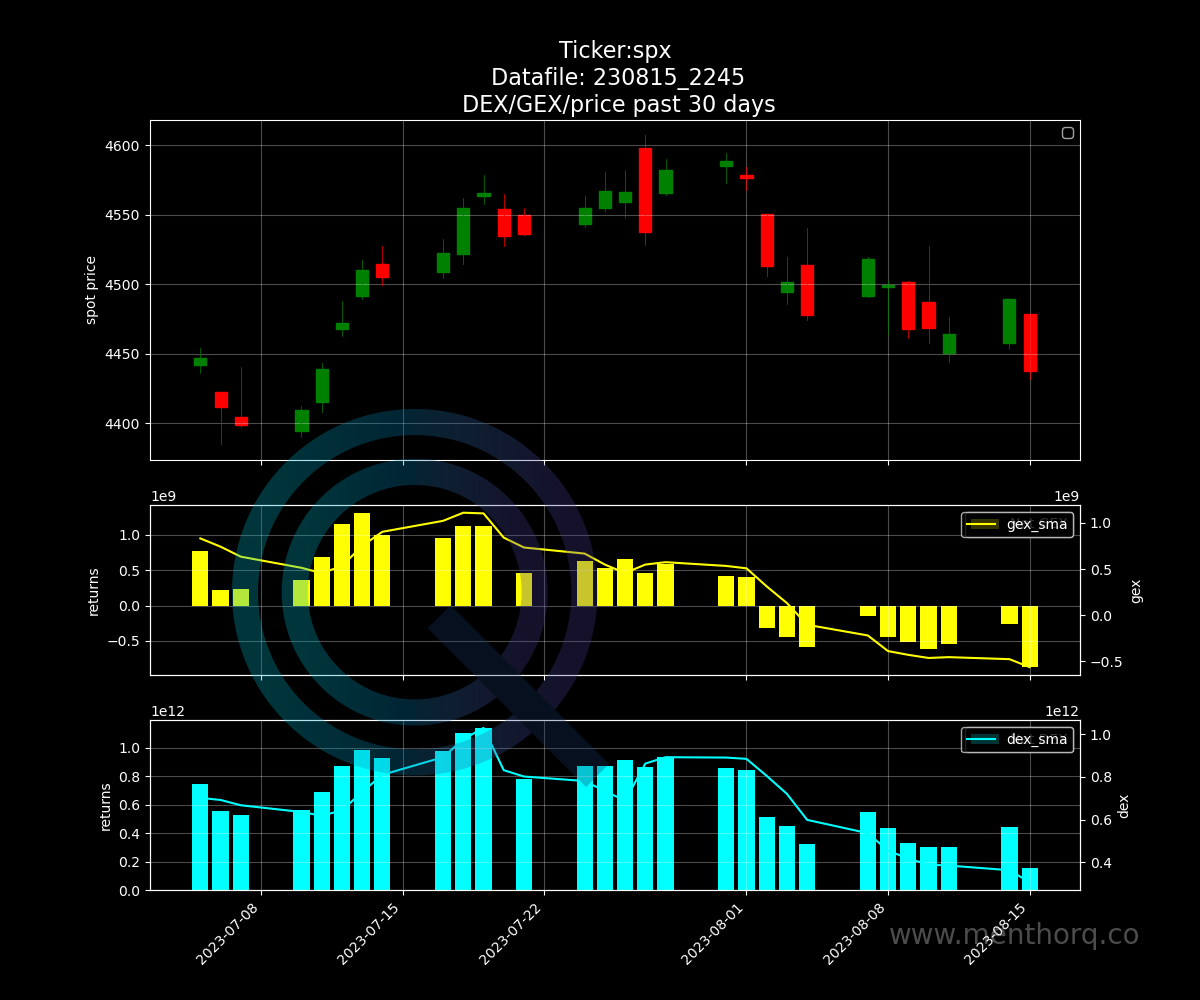 Ticker:spx
Datafile: 230815_2245
DEX/GEX/price past 30 days
4600
4550
4500
4450
4400
spot price
1e9
1e9
gex_sma
1.0
0.5
0.0
−0.5
returns
1.0
0.5
0.0
−0.5
gex
1e12
1e12
dex_sma
1.0
0.8
0.6
0.4
0.2
0.0
returns
1.0
0.8
0.6
0.4
dex
2023-07-08
2023-07-15
2023-07-22
2023-08-01
2023-08-08
2023-08-15
www.menthorq.co